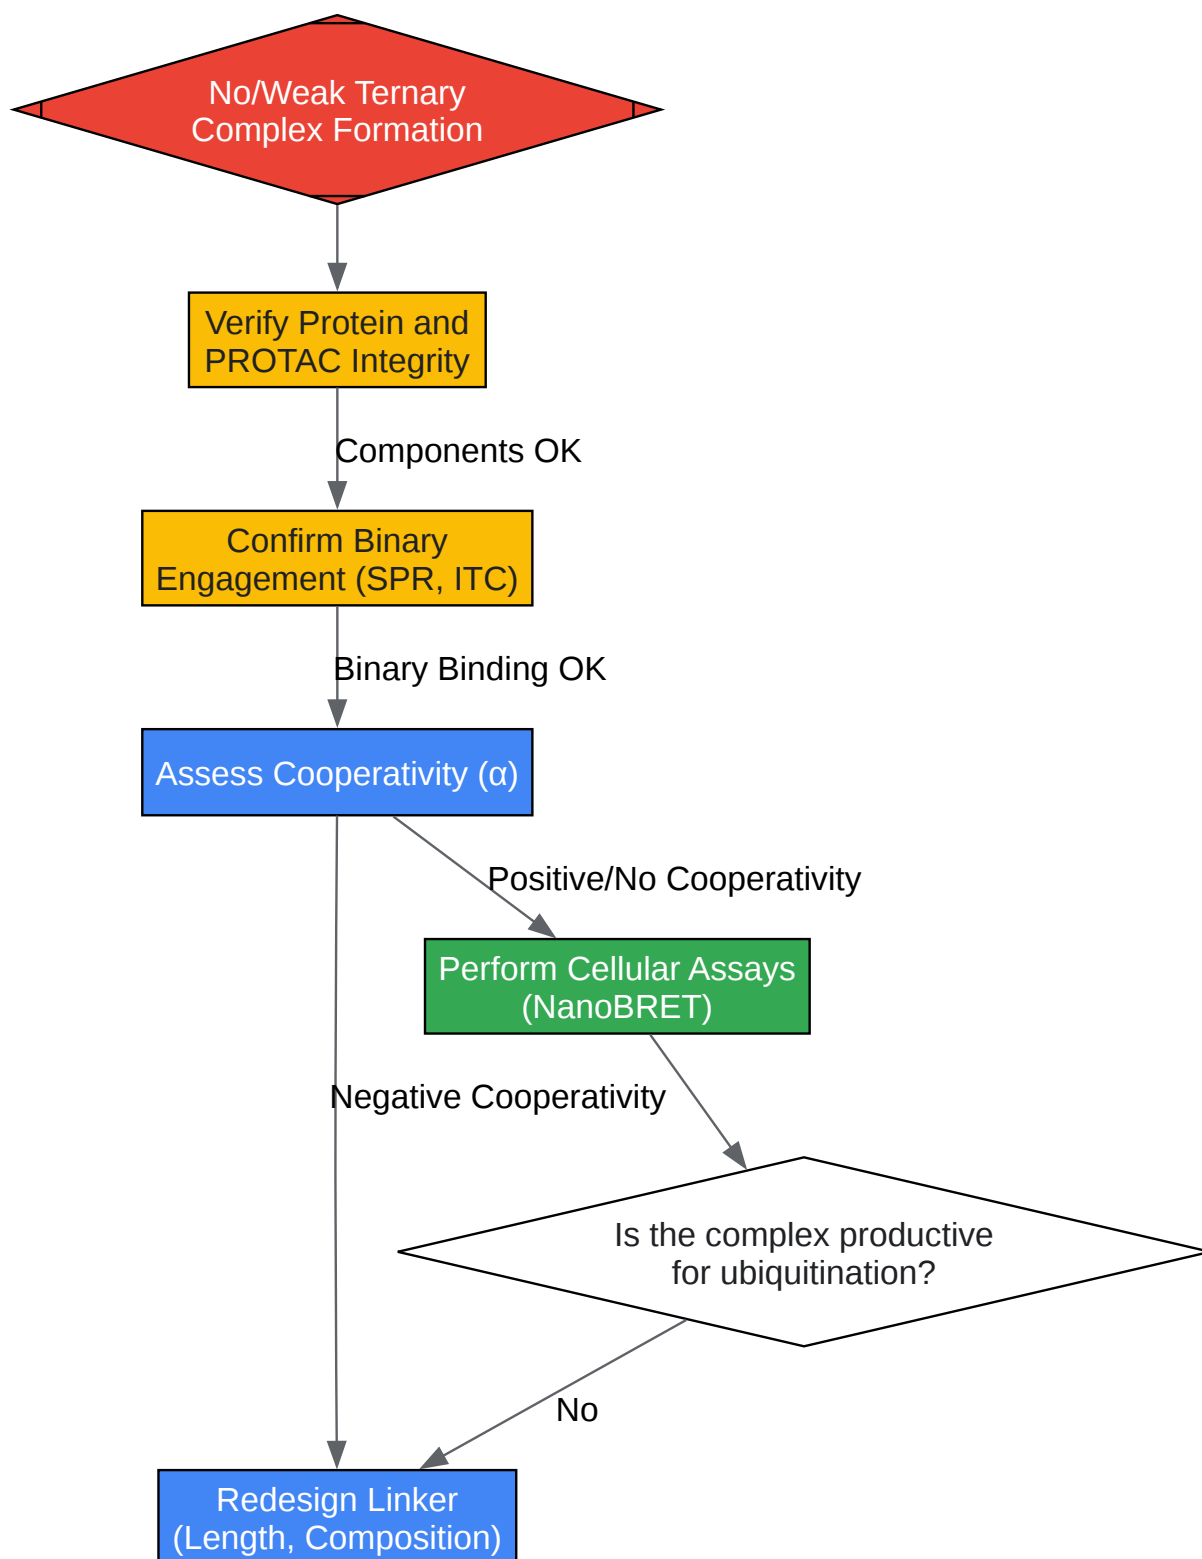 No/Weak Ternary
Complex Formation
Verify Protein and
PROTAC Integrity
Components OK
Confirm Binary
Engagement (SPR, ITC)
Binary Binding OK
Assess Cooperativity (α)
Positive/No Cooperativity
Perform Cellular Assays
(NanoBRET)
Negative Cooperativity
Is the complex productive
for ubiquitination?
No
Redesign Linker
(Length, Composition)